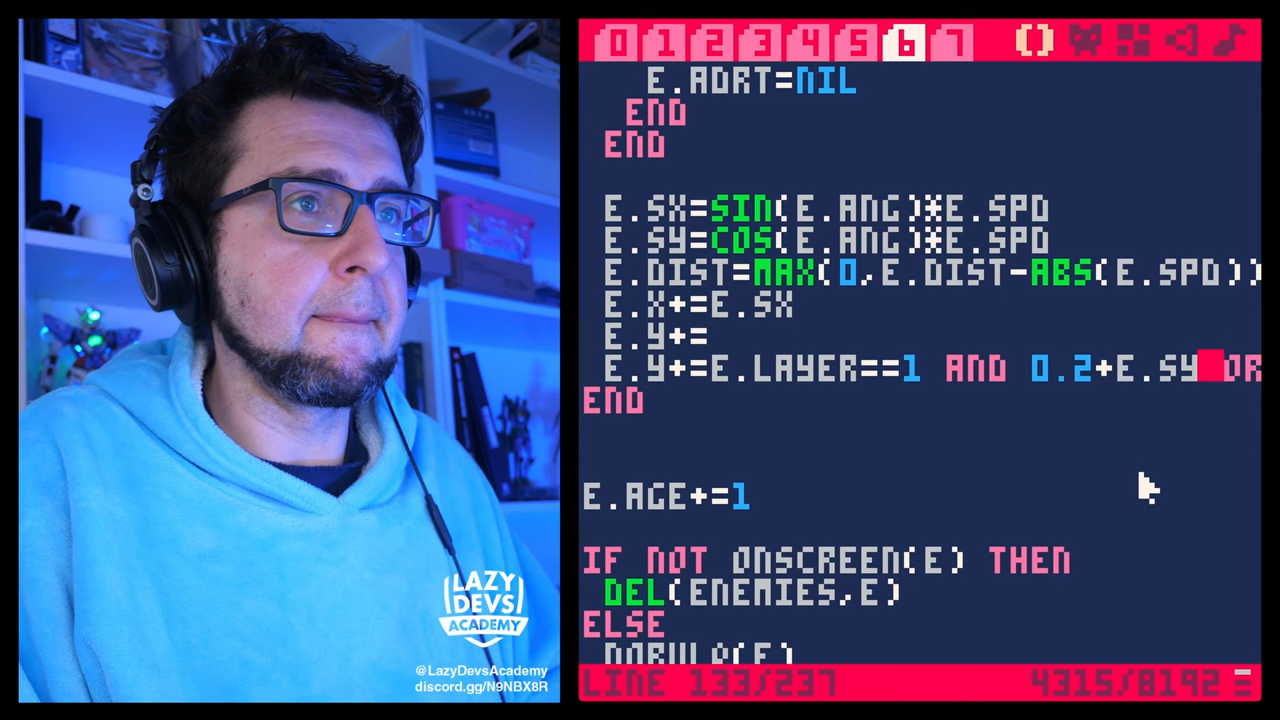 0 1 2 3 4 5 6 7 ()
E.ADRT=NIL
END
END
E.SX=SIN(E.ANG)*E.SPD
E.SY=COS(E.ANG)*E.SPD
E.DIST=MAX(0,E.DIST-ABS(E.SPD))
E.X+=E.SX
E.Y+=
E.Y+=E.LAYER==1 AND 0.2+E.SY OR
END
E.AGE+=1
IF NOT ONSCREEN(E) THEN
DEL(ENEMIES,E)
ELSE
LINE 133/237 4315/8192
LAZY
DEVS
ACADEMY
@LazyDevsAcademy
discord.gg/N9NBX8R